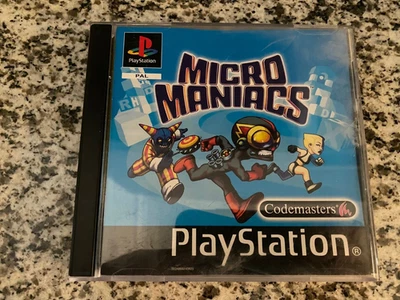 PlayStation
PAL
MICRO
MANIACS
Codemasters
PlayStation®